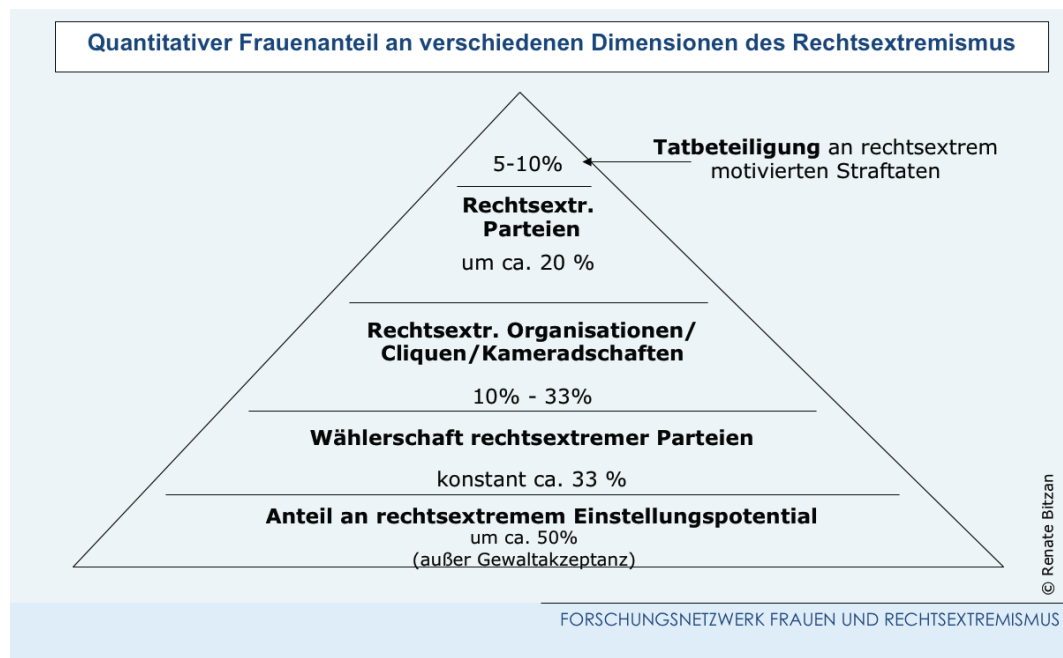 Quantitativer Frauenanteil an verschiedenen Dimensionen des Rechtsextremismus
5-10%
Tatbeteiligung an rechtsextrem
motivierten Straftaten
Rechtsextr.
Parteien
um ca. 20 %
Rechtsextr. Organisationen/
Cliquen/Kameradschaften
10% - 33%
Wählerschaft rechtsextremer Parteien
konstant ca. 33 %
Anteil an rechtsextremem Einstellungspotential
um ca. 50%
(außer Gewaltakzeptanz)
© Renate Bitzan
FORSCHUNGSNETZWERK FRAUEN UND RECHTSEXTREMISMUS